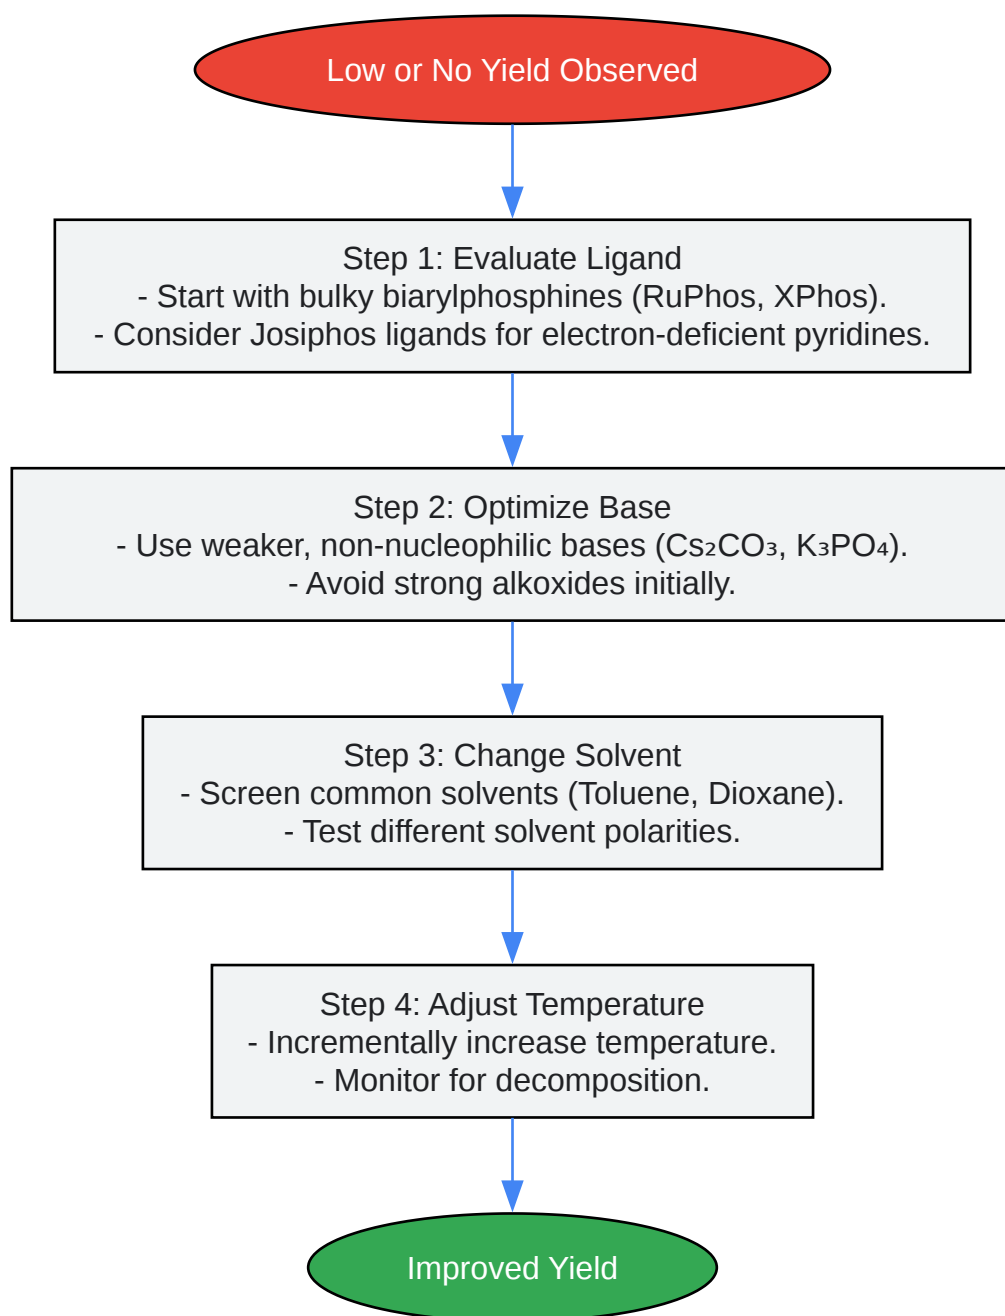 Low or No Yield Observed
Step 1: Evaluate Ligand
- Start with bulky biarylphosphines (RuPhos, XPhos).
- Consider Josiphos ligands for electron-deficient pyridines.
Step 2: Optimize Base
- Use weaker, non-nucleophilic bases (Cs₂CO₃, K₃PO₄).
- Avoid strong alkoxides initially.
Step 3: Change Solvent
- Screen common solvents (Toluene, Dioxane).
- Test different solvent polarities.
Step 4: Adjust Temperature
- Incrementally increase temperature.
- Monitor for decomposition.
Improved Yield